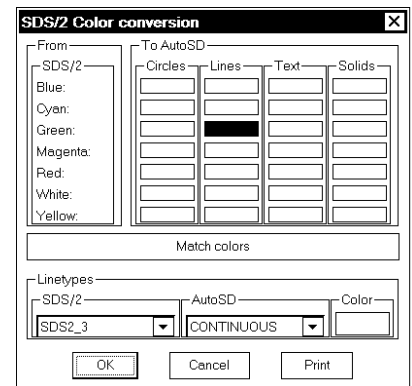 SDS/2 Color conversion
From
To AutoSD
SDS/2
Circles Lines Text Solids
Blue:
Cyan:
Green:
Magenta:
Red:
White:
Yellow:
Match colors
Linetypes
SDS/2 AutoSD Color
SDS2_3 CONTINUOUS
OK Cancel Print